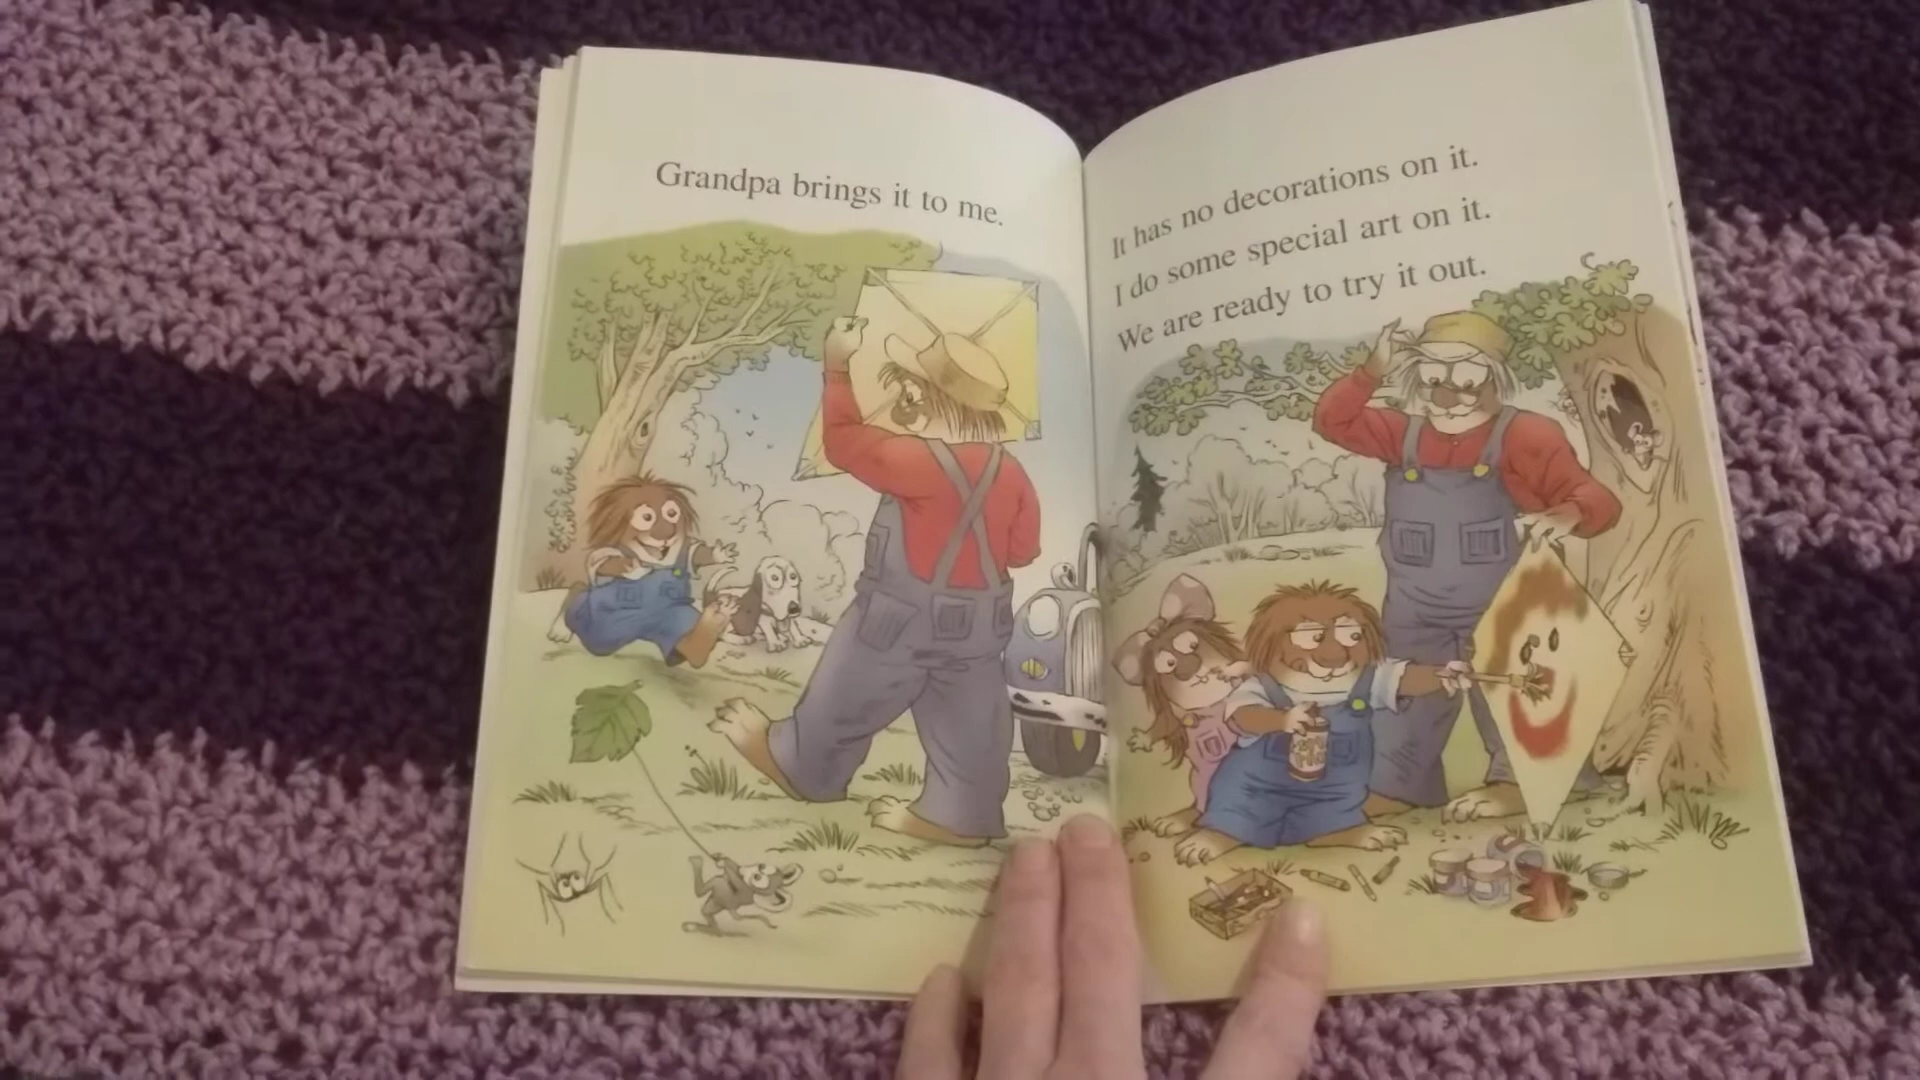 Grandpa brings it to me.
It has no decorations on it.
I do some special art on it.
We are ready to try it out.